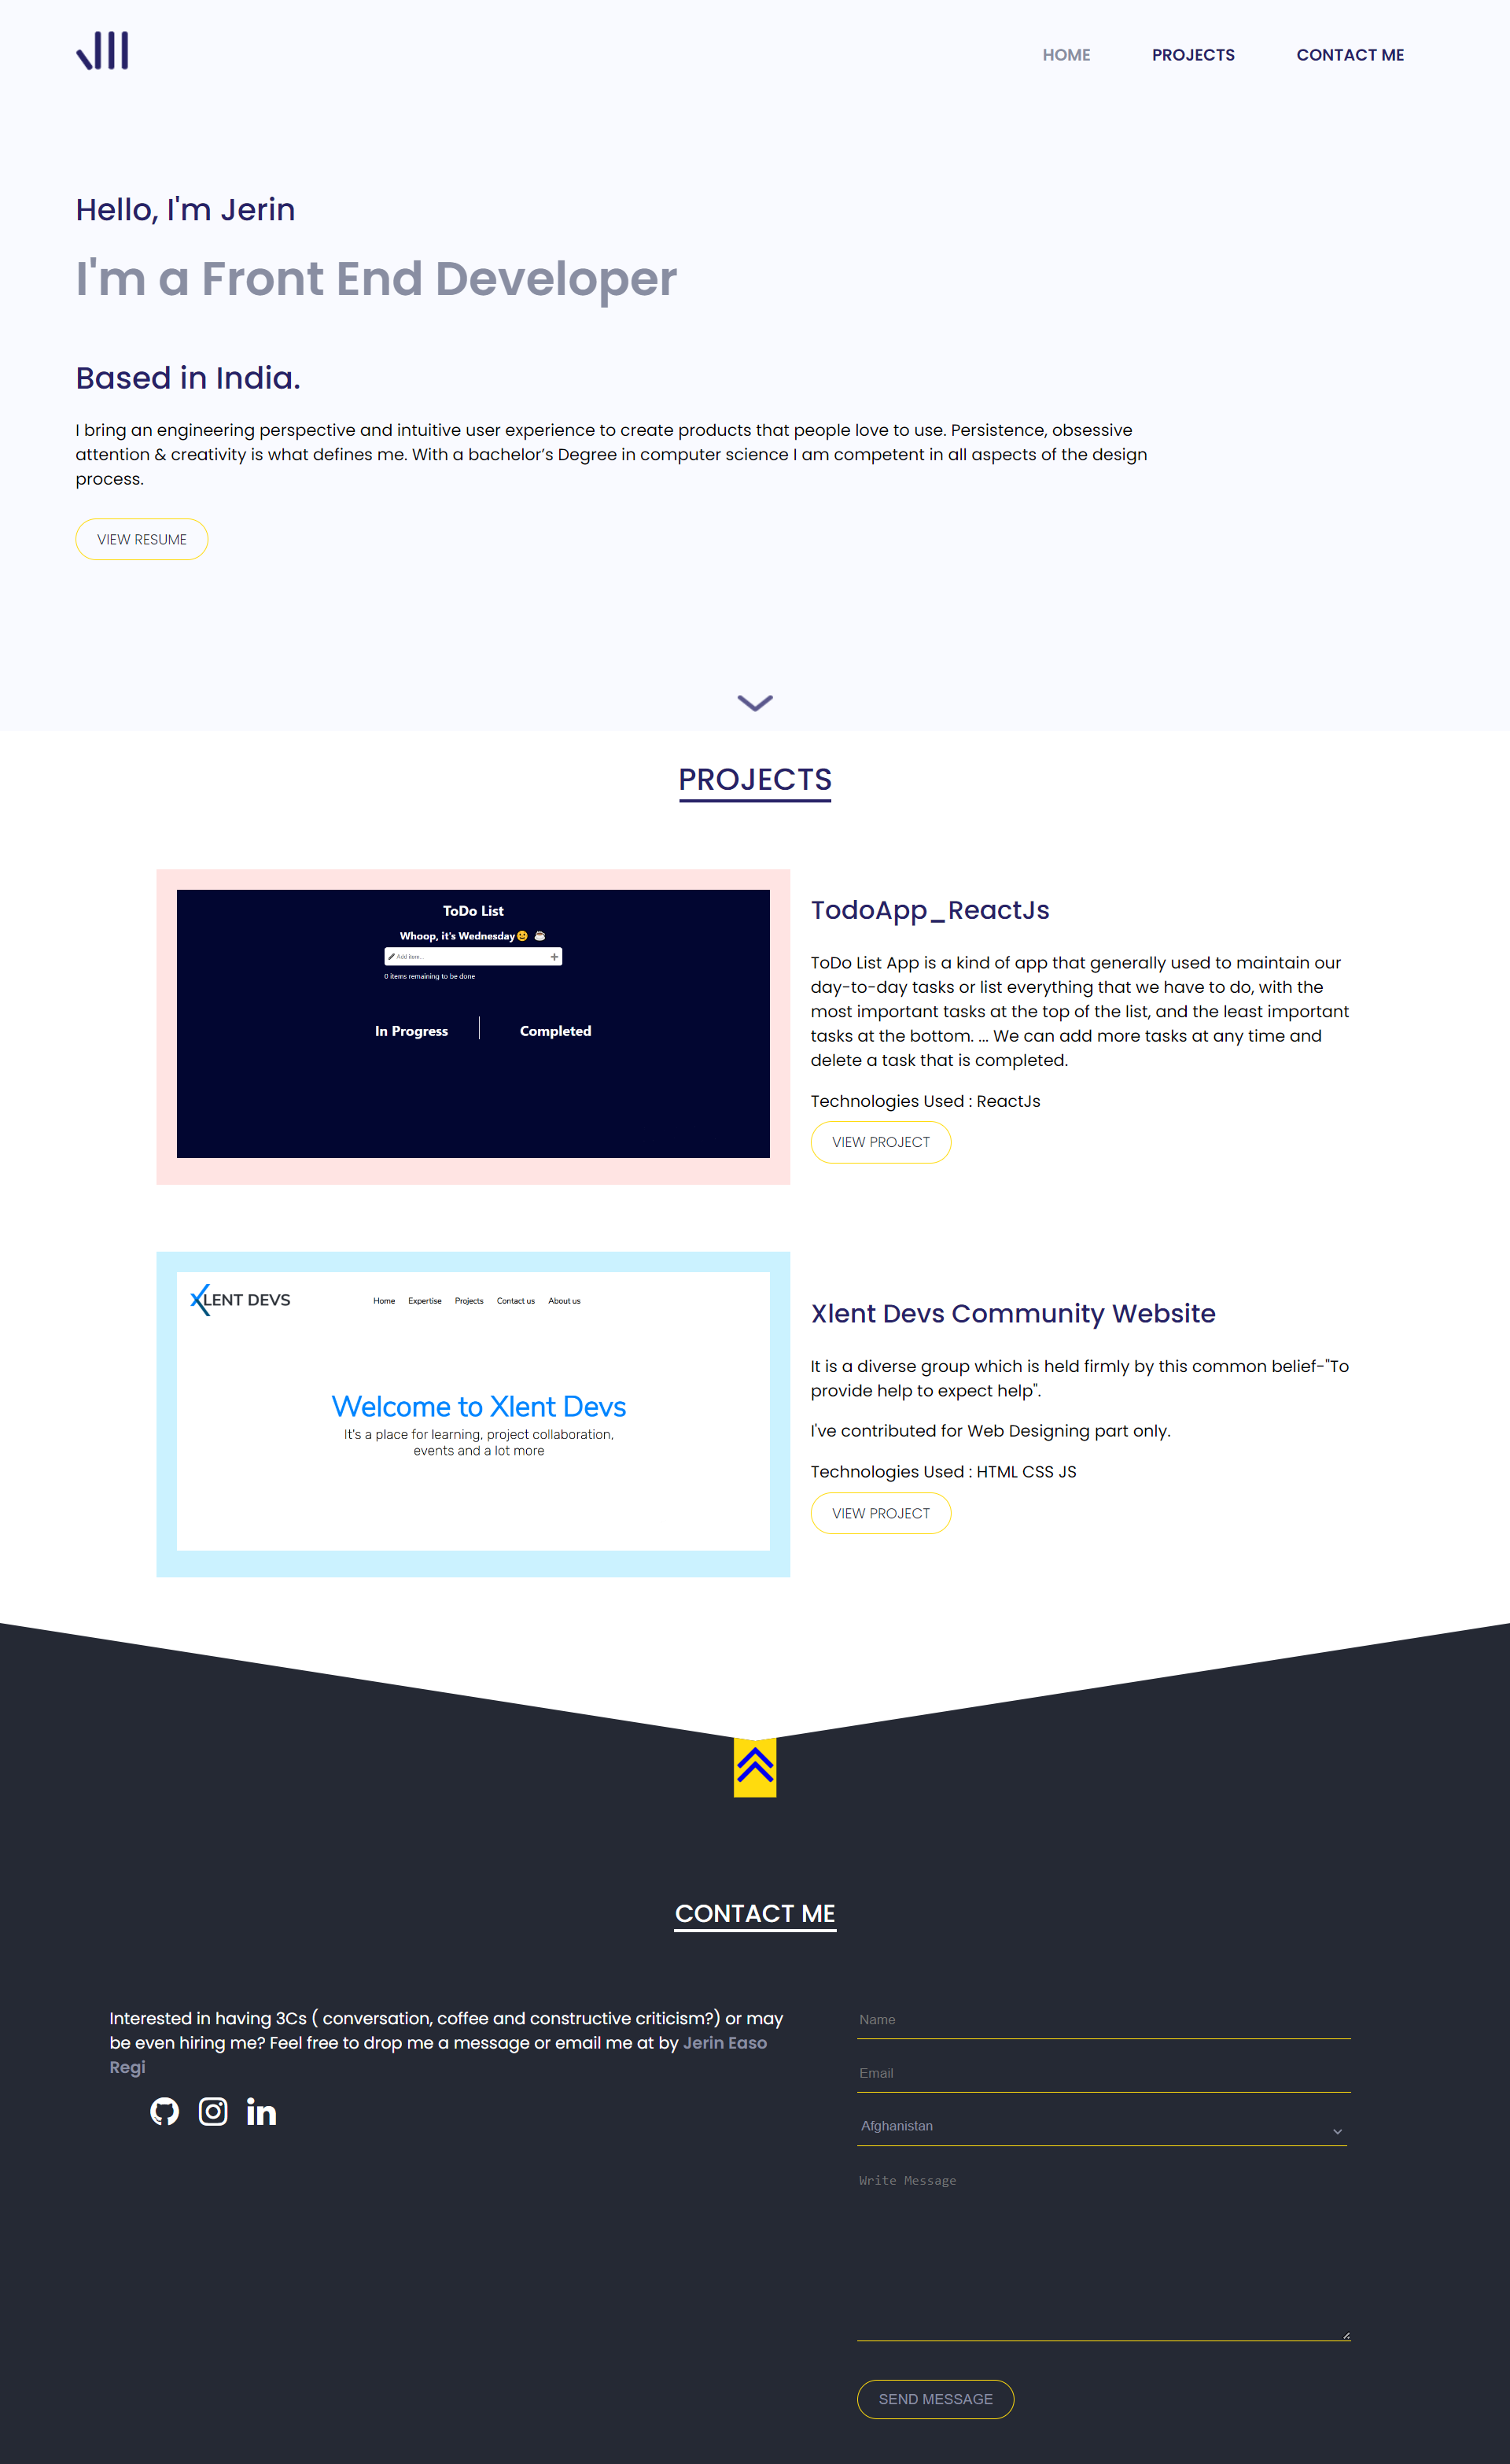 HOME PROJECTS CONTACT ME
Hello, I'm Jerin
I'm a Front End Developer
Based in India.
I bring an engineering perspective and intuitive user experience to create products that people love to use. Persistence, obsessive
attention & creativity is what defines me. With a bachelor’s Degree in computer science I am competent in all aspects of the design
process.
VIEW RESUME
PROJECTS
ToDo List
Whoop, it's Wednesday😀 ☕
Add item...
0 items remaining to be done
In Progress Completed
TodoApp_ReactJs
ToDo List App is a kind of app that generally used to maintain our
day-to-day tasks or list everything that we have to do, with the
most important tasks at the top of the list, and the least important
tasks at the bottom. ... We can add more tasks at any time and
delete a task that is completed.
Technologies Used : ReactJs
VIEW PROJECT
XLENT DEVS
Home Expertise Projects Contact us About us
Welcome to Xlent Devs
It's a place for learning, project collaboration,
events and a lot more
Xlent Devs Community Website
It is a diverse group which is held firmly by this common belief-"To
provide help to expect help".
I've contributed for Web Designing part only.
Technologies Used : HTML CSS JS
VIEW PROJECT
CONTACT ME
Interested in having 3Cs ( conversation, coffee and constructive criticism?) or may
be even hiring me? Feel free to drop me a message or email me at by Jerin Easo
Regi
Name
Email
Afghanistan
Write Message
SEND MESSAGE